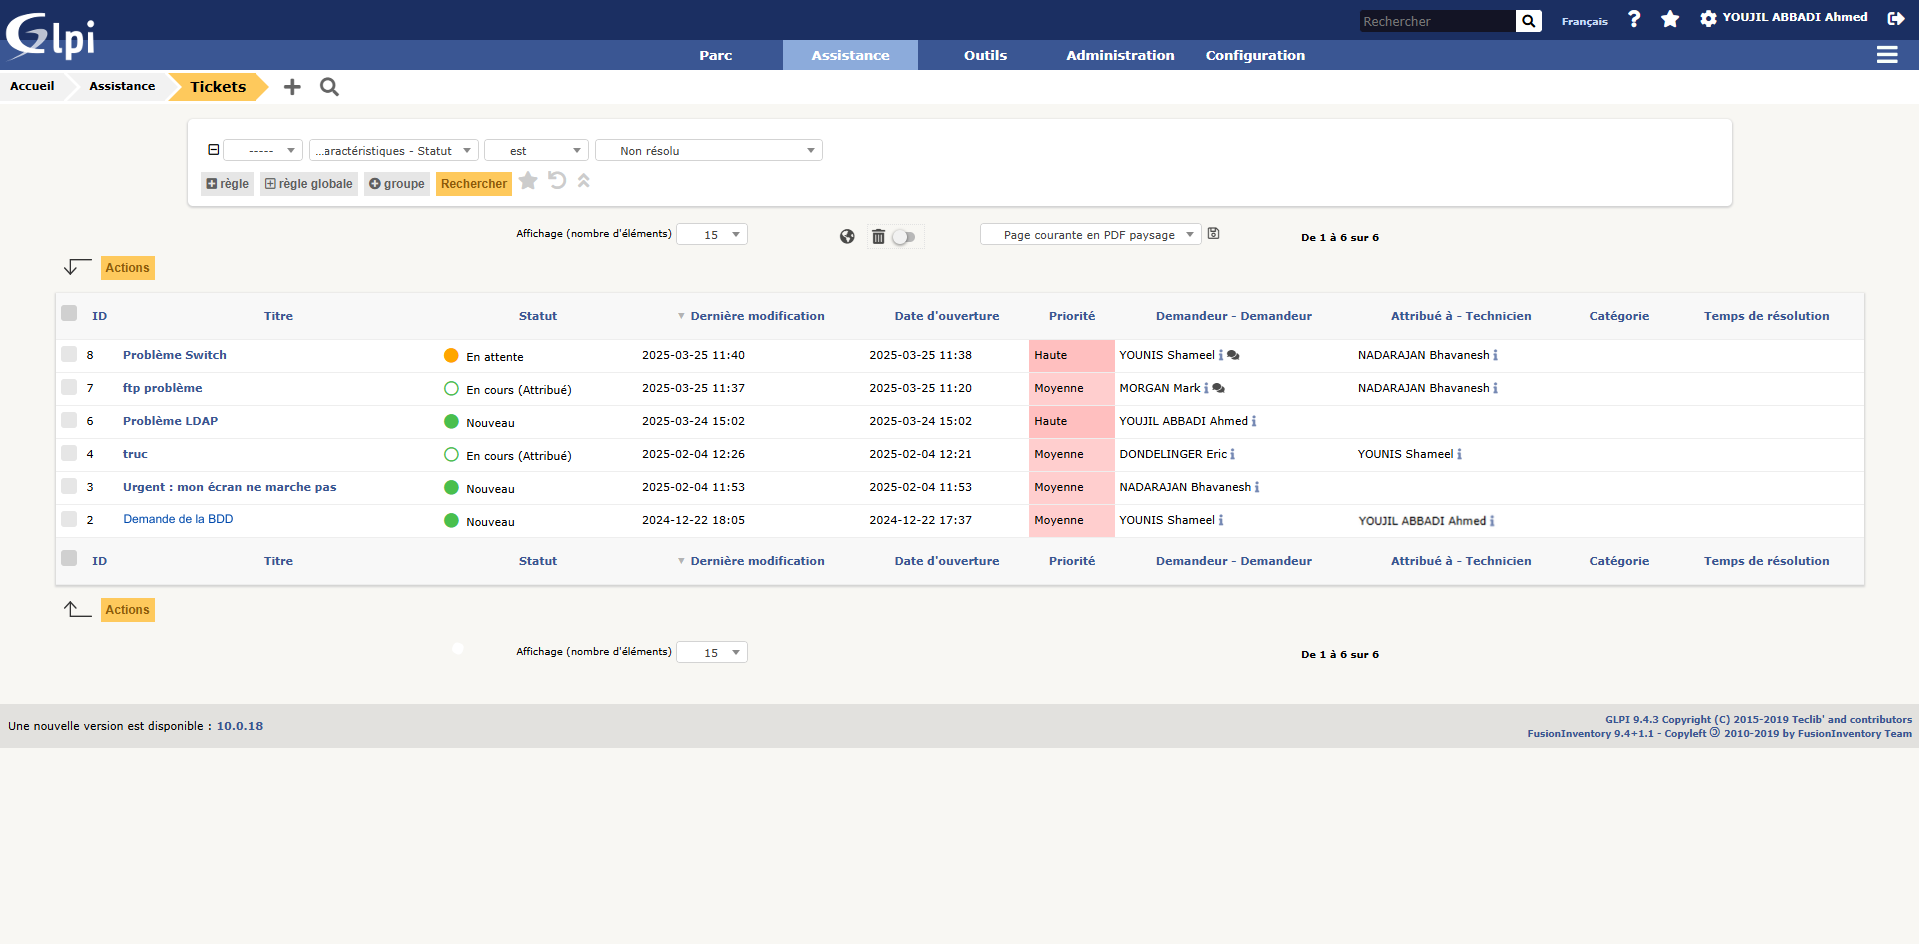 Glpi
Rechercher
Français
?
YOUJIL ABBADI Ahmed
Parc Assistance Outils Administration Configuration
Accueil Assistance Tickets
----- ...aractéristiques - Statut est Non résolu
règle règle globale groupe Rechercher
Affichage (nombre d'éléments) 15 Page courante en PDF paysage De 1 à 6 sur 6
Actions
ID Titre Statut Dernière modification Date d'ouverture Priorité Demandeur - Demandeur Attribué à - Technicien Catégorie Temps de résolution
8 Problème Switch En attente 2025-03-25 11:40 2025-03-25 11:38 Haute YOUNIS Shameel NADARAJAN Bhavanesh
7 ftp problème En cours (Attribué) 2025-03-25 11:37 2025-03-25 11:20 Moyenne MORGAN Mark NADARAJAN Bhavanesh
6 Problème LDAP Nouveau 2025-03-24 15:02 2025-03-24 15:02 Haute YOUJIL ABBADI Ahmed
4 truc En cours (Attribué) 2025-02-04 12:26 2025-02-04 12:21 Moyenne DONDELINGER Eric YOUNIS Shameel
3 Urgent : mon écran ne marche pas Nouveau 2025-02-04 11:53 2025-02-04 11:53 Moyenne NADARAJAN Bhavanesh
2 Demande de la BDD Nouveau 2024-12-22 18:05 2024-12-22 17:37 Moyenne YOUNIS Shameel YOUJIL ABBADI Ahmed
ID Titre Statut Dernière modification Date d'ouverture Priorité Demandeur - Demandeur Attribué à - Technicien Catégorie Temps de résolution
Actions
Affichage (nombre d'éléments) 15 De 1 à 6 sur 6
Une nouvelle version est disponible : 10.0.18
GLPI 9.4.3 Copyright (C) 2015-2019 Teclib' and contributors
FusionInventory 9.4+1.1 - Copyleft 🄯 2010-2019 by FusionInventory Team